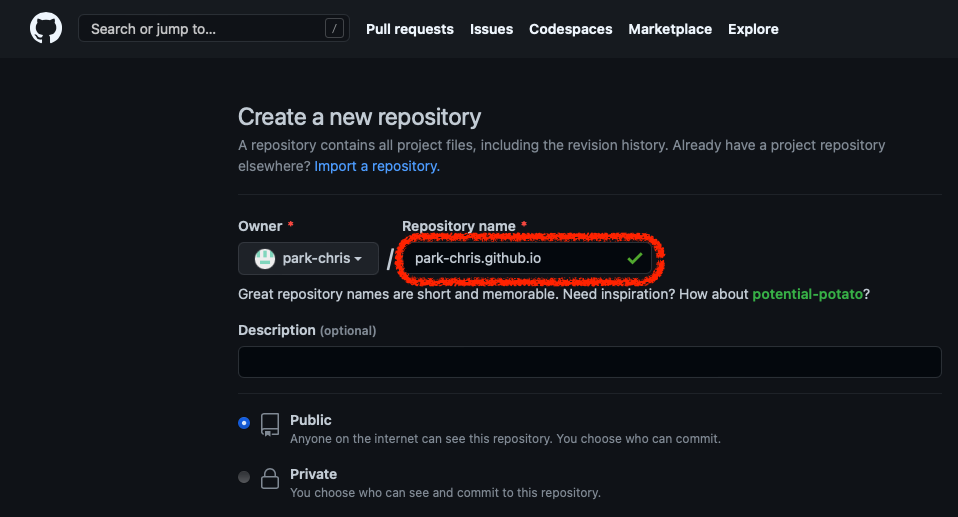 Search or jump to... /
Pull requests Issues Codespaces Marketplace Explore
Create a new repository
A repository contains all project files, including the revision history. Already have a project repository
elsewhere? Import a repository.
Owner * Repository name *
park-chris / park-chris.github.io
Great repository names are short and memorable. Need inspiration? How about potential-potato?
Description (optional)
Public
Anyone on the internet can see this repository. You choose who can commit.
Private
You choose who can see and commit to this repository.